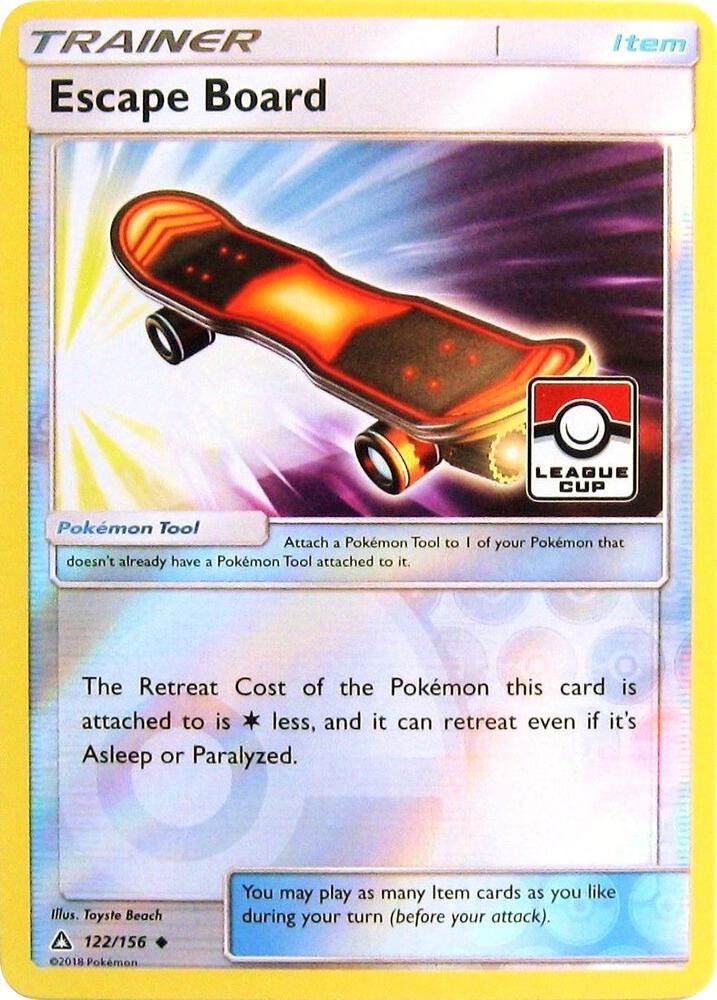 TRAINER
Item
Escape Board
LEAGUE
CUP
Pokémon Tool
Attach a Pokémon Tool to 1 of your Pokémon that
doesn't already have a Pokémon Tool attached to it.
The Retreat Cost of the Pokémon this card is
attached to is less, and it can retreat even if it's
Asleep or Paralyzed.
You may play as many Item cards as you like
during your turn (before your attack).
Illus. Toyste Beach
122/156
©2018 Pokémon